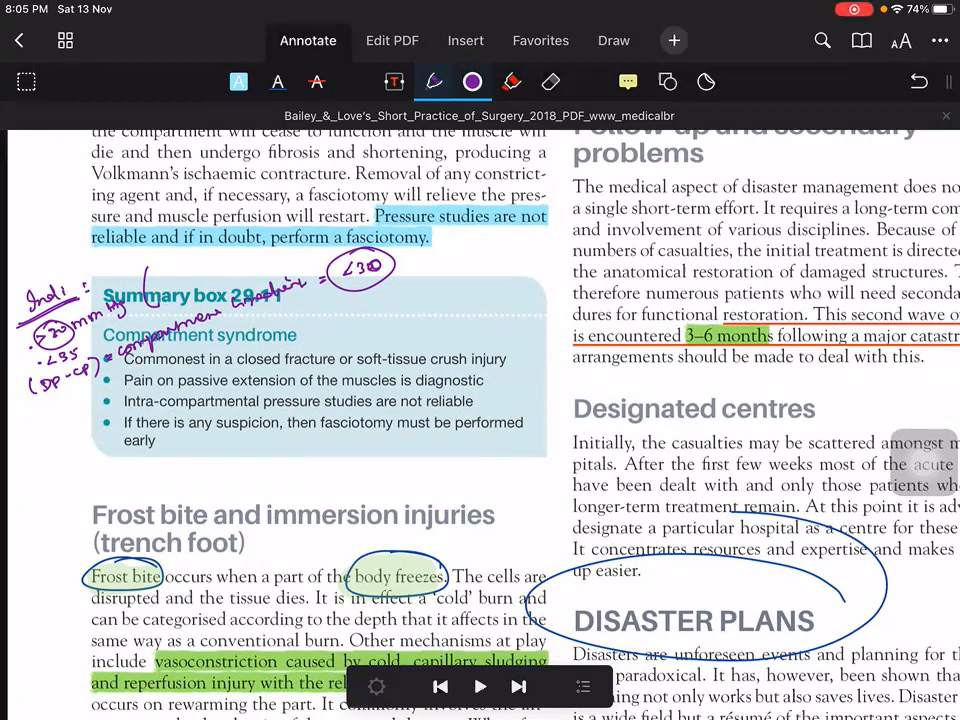 8:05 PM Sat 13 Nov
74%
Annotate Edit PDF Insert Favorites Draw
Bailey_&_Love's_Short_Practice_of_Surgery_2018_PDF_www_medicalbr
the compartment will cease to function and the muscle will
die and then undergo fibrosis and shortening, producing a
Volkmann's ischaemic contracture. Removal of any constrict-
ing agent and, if necessary, a fasciotomy will relieve the pres-
sure and muscle perfusion will restart. Pressure studies are not
reliable and if in doubt, perform a fasciotomy.
Indi:
>30 mmHg
<35
(DP-CP) = compartment
= <30
Summary box 29.11
Compartment syndrome
• Commonest in a closed fracture or soft-tissue crush injury
• Pain on passive extension of the muscles is diagnostic
• Intra-compartmental pressure studies are not reliable
• If there is any suspicion, then fasciotomy must be performed
early
Frost bite and immersion injuries
(trench foot)
Frost bite occurs when a part of the body freezes. The cells are
disrupted and the tissue dies. It is in effect a 'cold' burn and
can be categorised according to the depth that it affects in the
same way as a conventional burn. Other mechanisms at play
include vasoconstriction caused by cold, capillary sludging
and reperfusion injury with the rel
occurs on rewarming the part. It commonly involves the
Follow-up and secondary
problems
The medical aspect of disaster management does no
a single short-term effort. It requires a long-term com
and involvement of various disciplines. Because of
numbers of casualties, the initial treatment is directed
the anatomical restoration of damaged structures. T
therefore numerous patients who will need seconda
dures for functional restoration. This second wave o
is encountered 3–6 months following a major catastr
arrangements should be made to deal with this.
Designated centres
Initially, the casualties may be scattered amongst m
pitals. After the first few weeks most of the acute
have been dealt with and only those patients wh
longer-term treatment remain. At this point it is ad
designate a particular hospital as a centre for these
It concentrates resources and expertise and makes
up easier.
DISASTER PLANS
Disasters are unforeseen events and planning for th
paradoxical. It has, however, been shown that
ning not only works but also saves lives. Disaster
is a wide field but a résumé of the important aspects